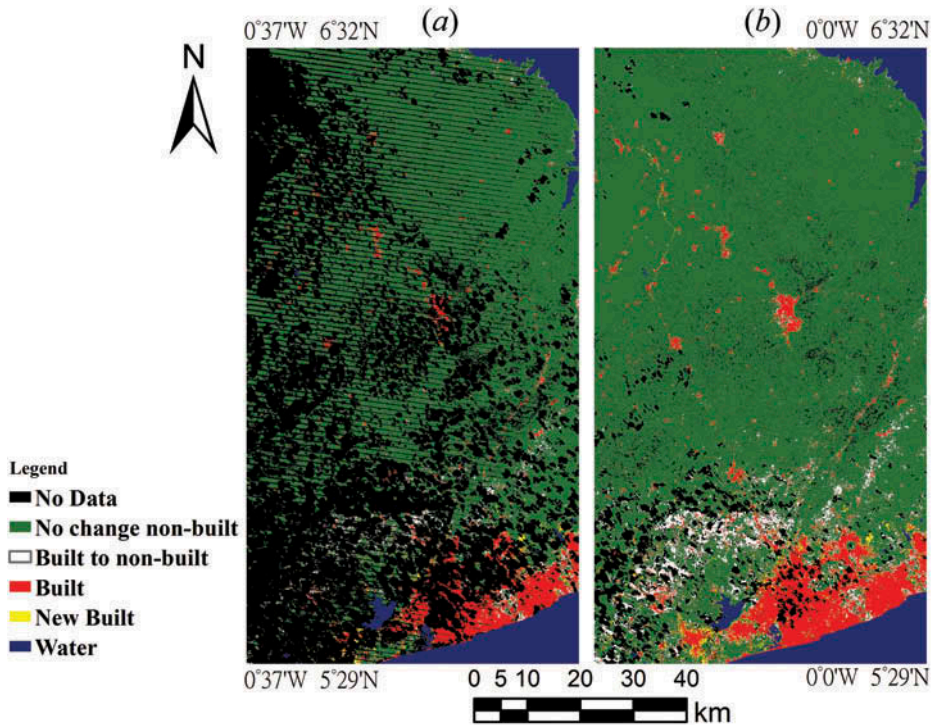 (a) (b)
0°37'W 6°32' 0°0'W 6°32'
N
Legend
No Data
No change non-built
Built to non-built
Built
New Built
Water
0°37'W 5°29'N 0°0'W 5°29'N
0 5 10 20 30 40
km